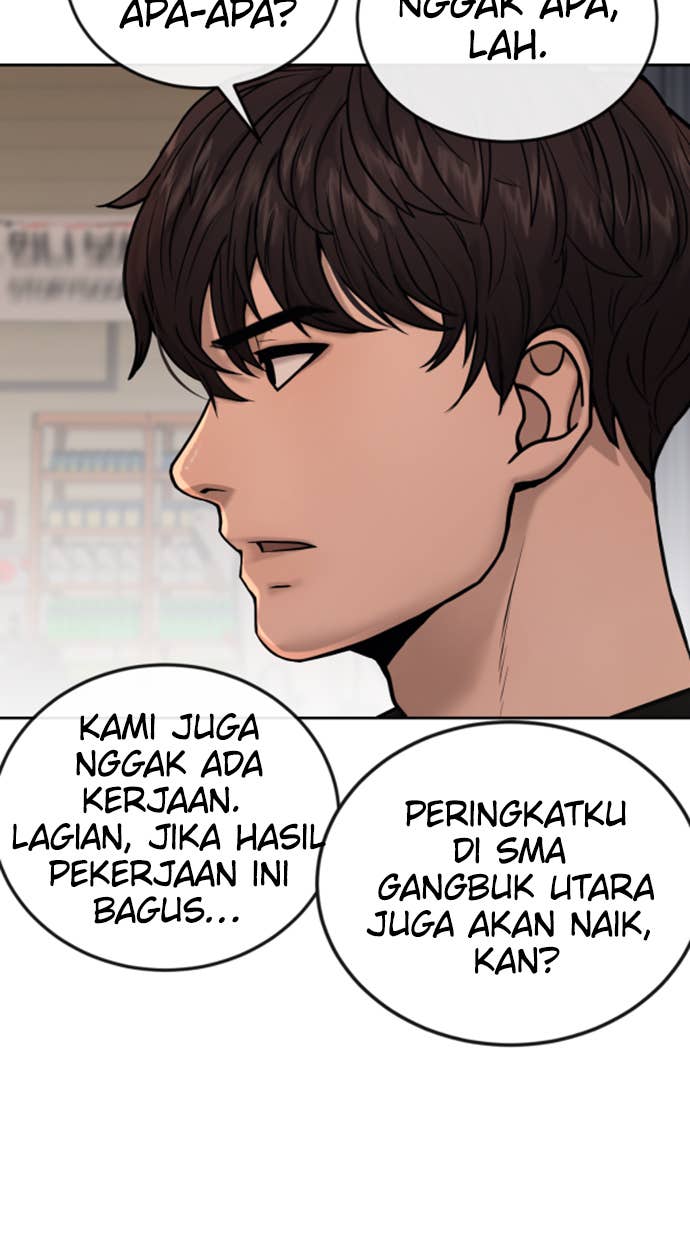 APA-APA?
NGGAK APA,
LAH.
KAMI JUGA
NGGAK ADA
KERJAAN.
LAGIAN, JIKA HASIL
PEKERJAAN INI
BAGUS...
PERINGKATKU
DI SMA
GANGBUK UTARA
JUGA AKAN NAIK,
KAN?